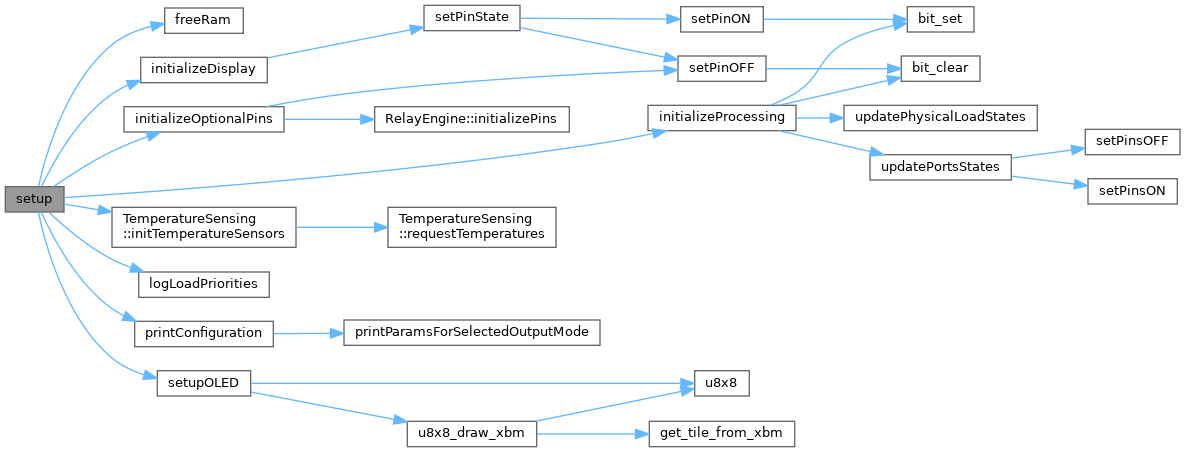 setup
freeRam
initializeDisplay
setPinState
setPinON
bit_set
setPinOFF
bit_clear
initializeOptionalPins
RelayEngine::initializePins
initializeProcessing
updatePhysicalLoadStates
updatePortsStates
setPinsOFF
setPinsON
TemperatureSensing
::initTemperatureSensors
TemperatureSensing
::requestTemperatures
logLoadPriorities
printConfiguration
printParamsForSelectedOutputMode
setupOLED
u8x8
u8x8_draw_xbm
get_tile_from_xbm